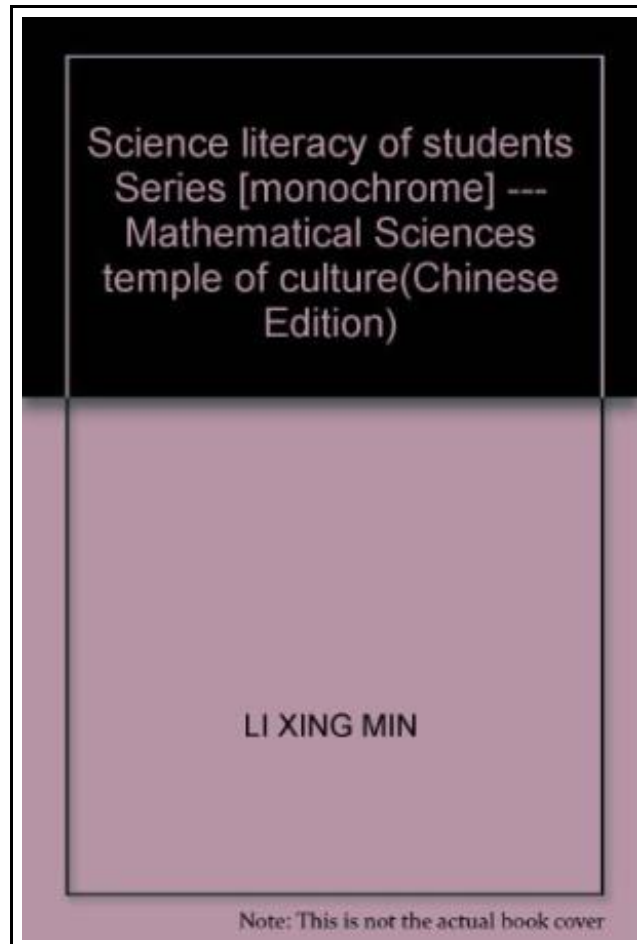 Science literacy of students
Series [monochrome] ---
Mathematical Sciences
temple of culture(Chinese
Edition)
LI XING MIN
Note: This is not the actual book cover